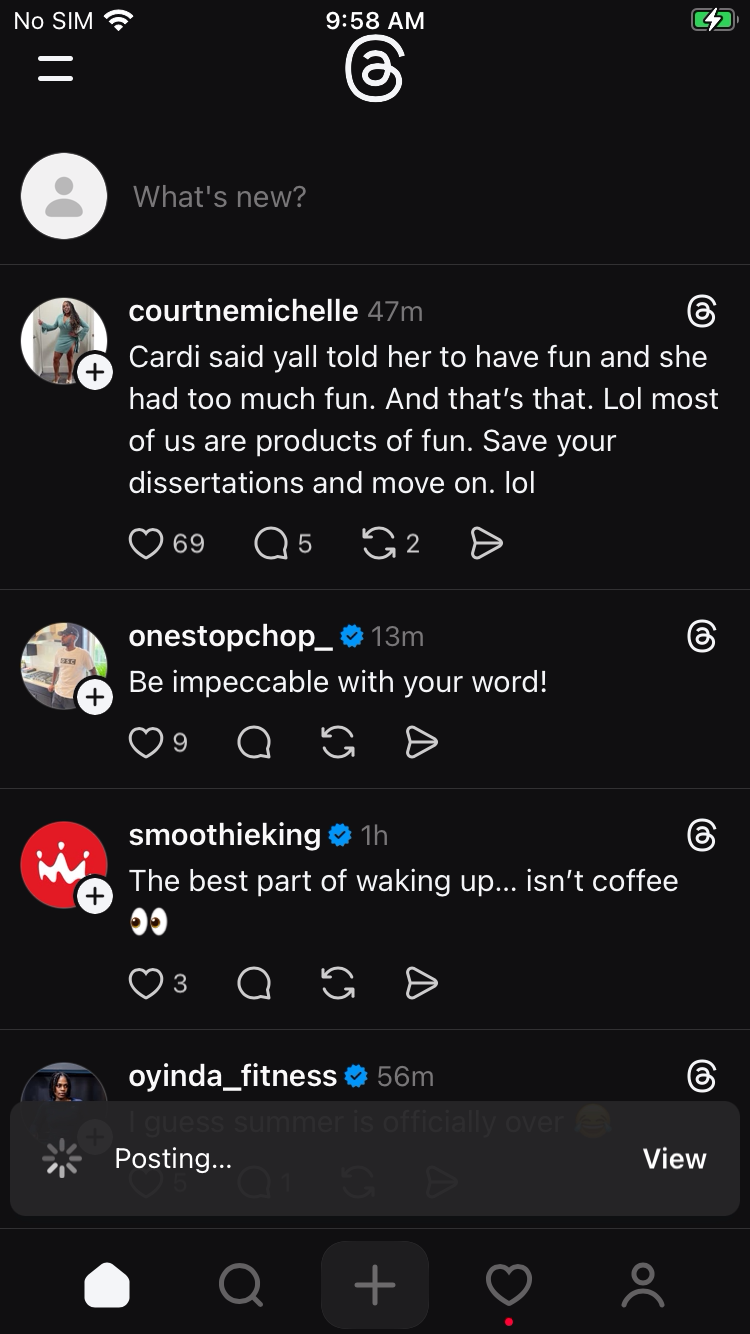 No SIM 9:58 AM
What's new?
courtnemichelle 47m
Cardi said yall told her to have fun and she
had too much fun. And that’s that. Lol most
of us are products of fun. Save your
dissertations and move on. lol
69 5 2
onestopchop_ 13m
Be impeccable with your word!
9
smoothieking 1h
The best part of waking up... isn’t coffee
👀
3
oyinda_fitness 56m
I guess summer is officially over 😂
Posting... View
5 1